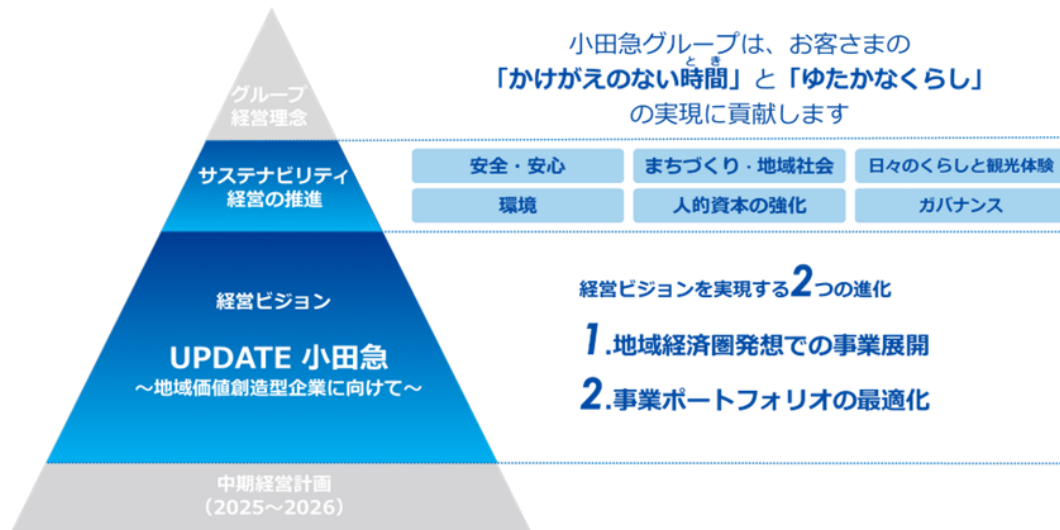 小田急グループは、お客さまの
「かけがえのない時間」と「ゆたかなくらし」
とき
の実現に貢献します
グループ
経営理念
サステナビリティ
経営の推進
安全・安心
まちづくり・地域社会
日々のくらしと観光体験
環境
人的資本の強化
ガバナンス
経営ビジョン
UPDATE 小田急
～地域価値創造型企業に向けて～
経営ビジョンを実現する2つの進化
1.地域経済圏発想での事業展開
2.事業ポートフォリオの最適化
中期経営計画
（2025～2026）